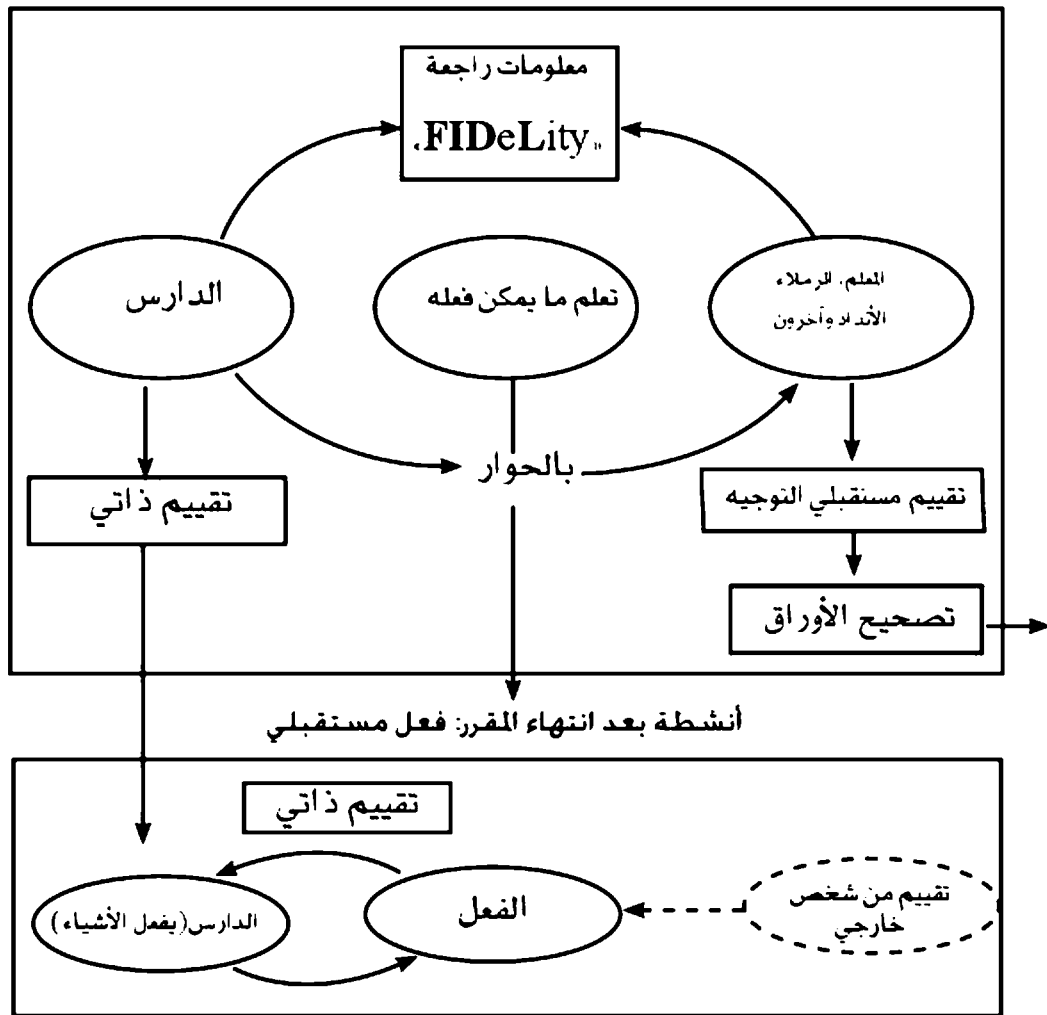 معلومات راجعة
«FIDeLity»
الدارس
تعلم ما يمكن فعله
المعلم، الزملاء
الأنداد وآخرون
بالحوار
تقييم ذاتي
تقييم مستقبلي التوجيه
تصحيح الأوراق
أنشطة بعد انتهاء المقرر: فعل مستقبلي
تقييم ذاتي
الدارس (يفعل الأشياء)
الفعل
تقييم من شخص
خارجي